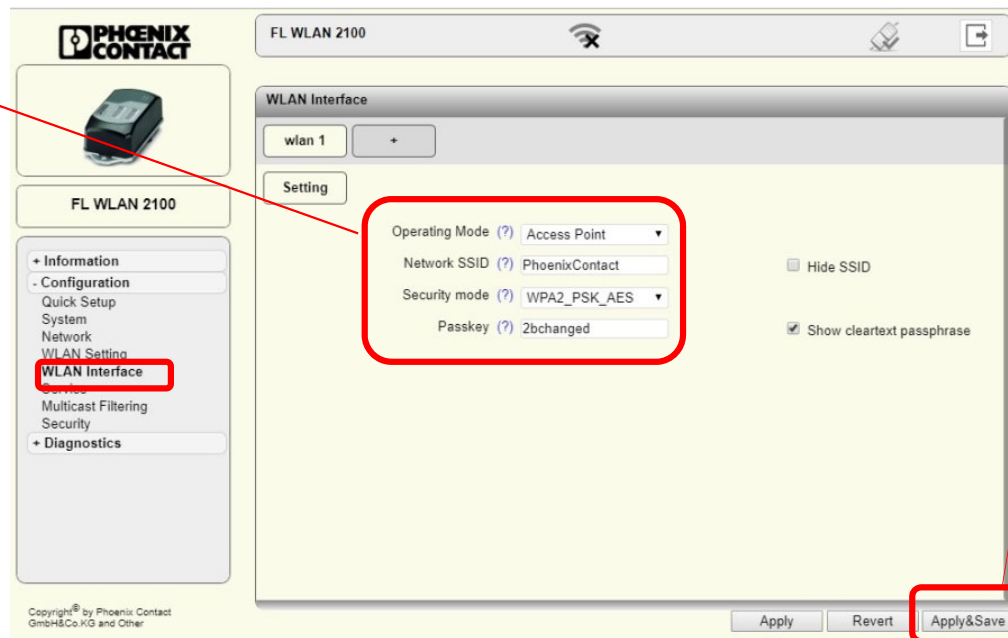 PHŒNIX
CONTACT
FL WLAN 2100
FL WLAN 2100
+ Information
- Configuration
Quick Setup
System
Network
WLAN Setting
WLAN Interface
Service
Multicast Filtering
Security
+ Diagnostics
Copyright® by Phoenix Contact
GmbH&Co.KG and Other
WLAN Interface
wlan 1
+
Setting
Operating Mode (?) Access Point
Network SSID (?) PhoenixContact
Hide SSID
Security mode (?) WPA2_PSK_AES
Passkey (?) 2bchanged
Show cleartext passphrase
Apply
Revert
Apply&Save